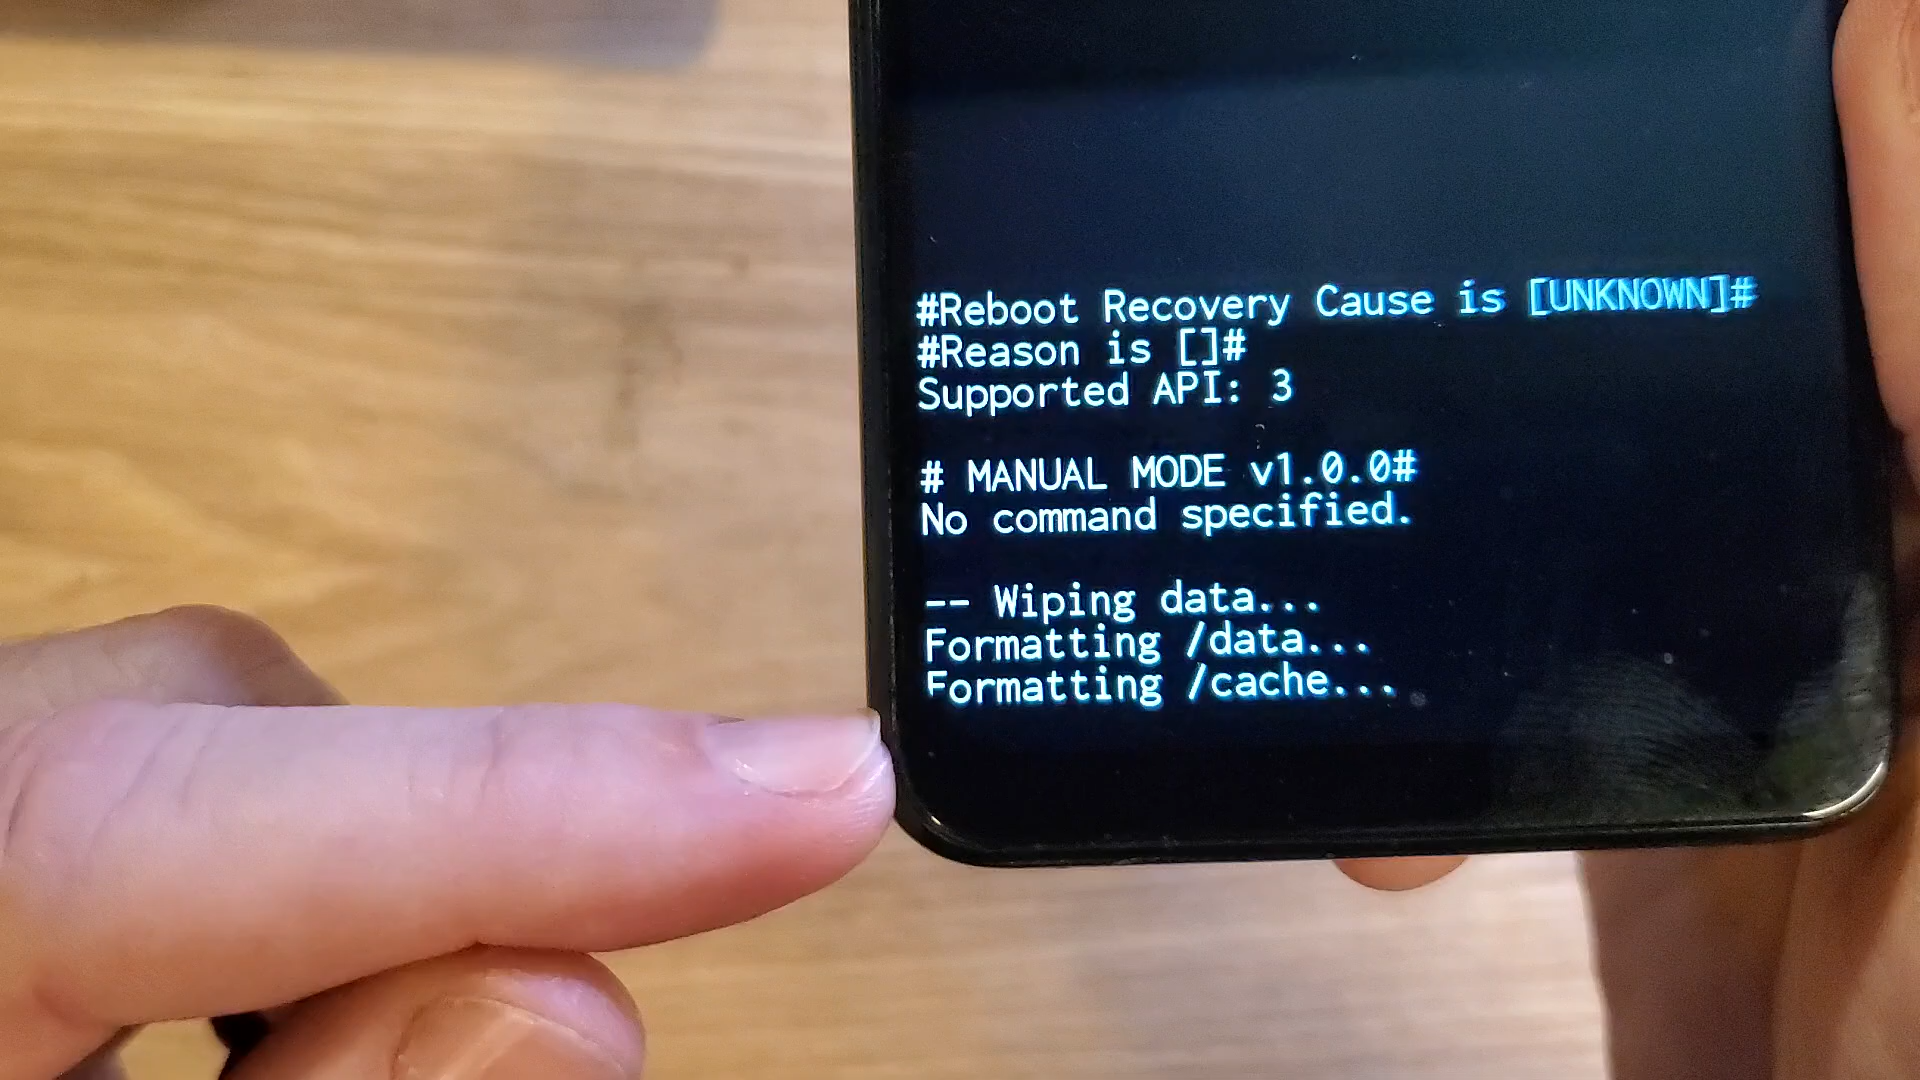 #Reboot Recovery Cause is [UNKNOWN]#
#Reason is []#
Supported API: 3
# MANUAL MODE v1.0.0#
No command specified.
-- Wiping data...
Formatting /data...
Formatting /cache...